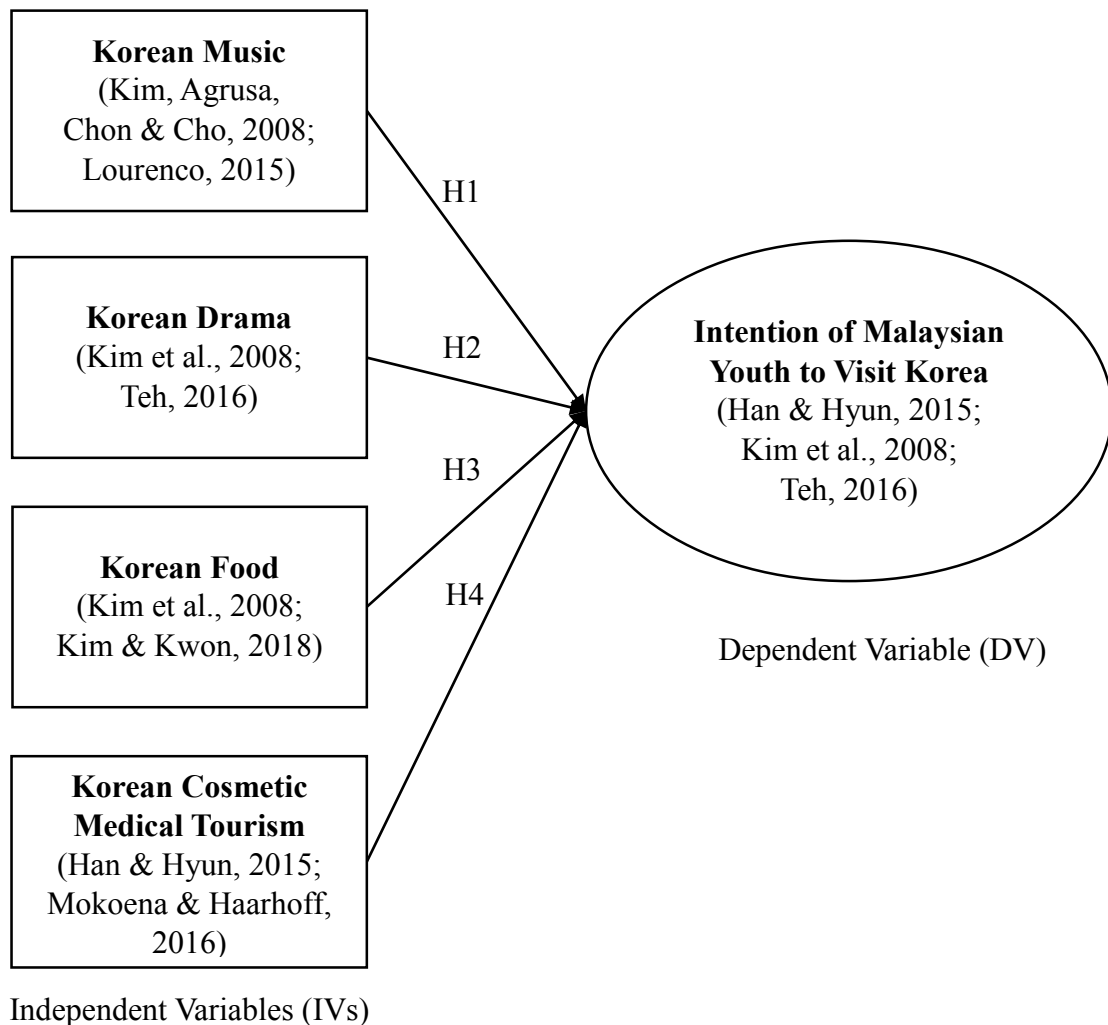 Korean Music
(Kim, Agrusa,
Chon & Cho, 2008;
Lourenco, 2015)
H1
Korean Drama
(Kim et al., 2008;
Teh, 2016)
H2
Korean Food
(Kim et al., 2008;
Kim & Kwon, 2018)
H3
Korean Cosmetic
Medical Tourism
(Han & Hyun, 2015;
Mokoena & Haarhoff,
2016)
H4
Independent Variables (IVs)
Intention of Malaysian
Youth to Visit Korea
(Han & Hyun, 2015;
Kim et al., 2008;
Teh, 2016)
Dependent Variable (DV)